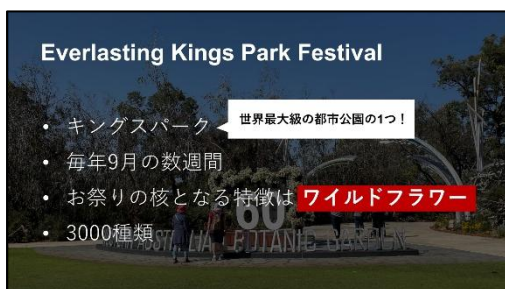 Everlasting Kings Park Festival
• キングスパーク
世界最大級の都市公園の1つ！
• 毎年9月の数週間
• お祭りの核となる特徴は ワイルドフラワー
• 3000種類
60
AUSTRALIAN BOTANIC GARDEN